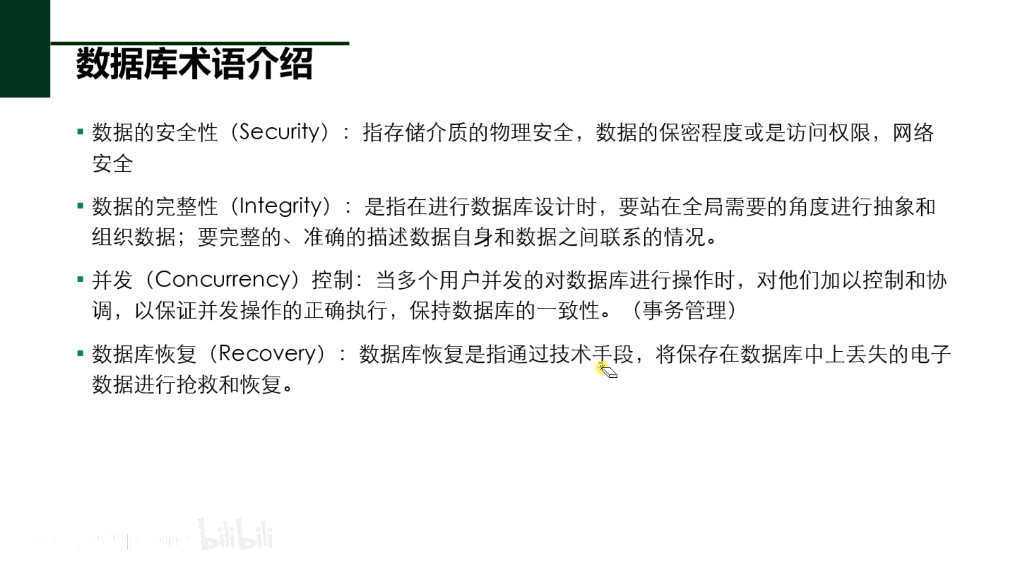 数据库术语介绍
▪ 数据的安全性（Security）：指存储介质的物理安全，数据的保密程度或是访问权限，网络
安全
▪ 数据的完整性（Integrity）：是指在进行数据库设计时，要站在全局需要的角度进行抽象和
组织数据；要完整的、准确的描述数据自身和数据之间联系的情况。
▪ 并发（Concurrency）控制：当多个用户并发的对数据库进行操作时，对他们加以控制和协
调，以保证并发操作的正确执行，保持数据库的一致性。（事务管理）
▪ 数据库恢复（Recovery）：数据库恢复是指通过技术手段，将保存在数据库中上丢失的电子
数据进行抢救和恢复。
bilibili